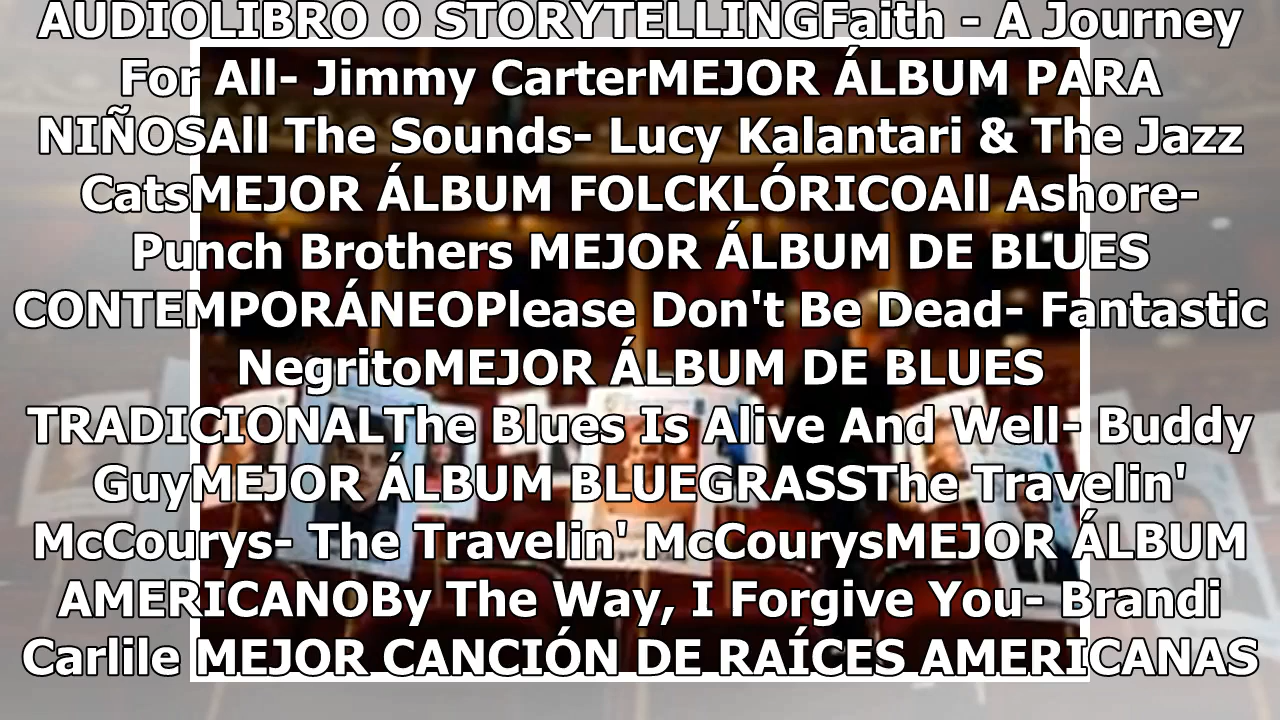 AUDIOLIBRO O STORYTELLINGFaith - A Journey
For All- Jimmy CarterMEJOR ÁLBUM PARA
NIÑOSAll The Sounds- Lucy Kalantari & The Jazz
CatsMEJOR ÁLBUM FOLCKLÓRICOAll Ashore-
Punch Brothers MEJOR ÁLBUM DE BLUES
CONTEMPORÁNEOPlease Don't Be Dead- Fantastic
NegritoMEJOR ÁLBUM DE BLUES
TRADICIONALThe Blues Is Alive And Well- Buddy
GuyMEJOR ÁLBUM BLUEGRASSThe Travelin'
McCourys- The Travelin' McCourysMEJOR ÁLBUM
AMERICANOBy The Way, I Forgive You- Brandi
Carlile MEJOR CANCIÓN DE RAÍCES AMERICANAS